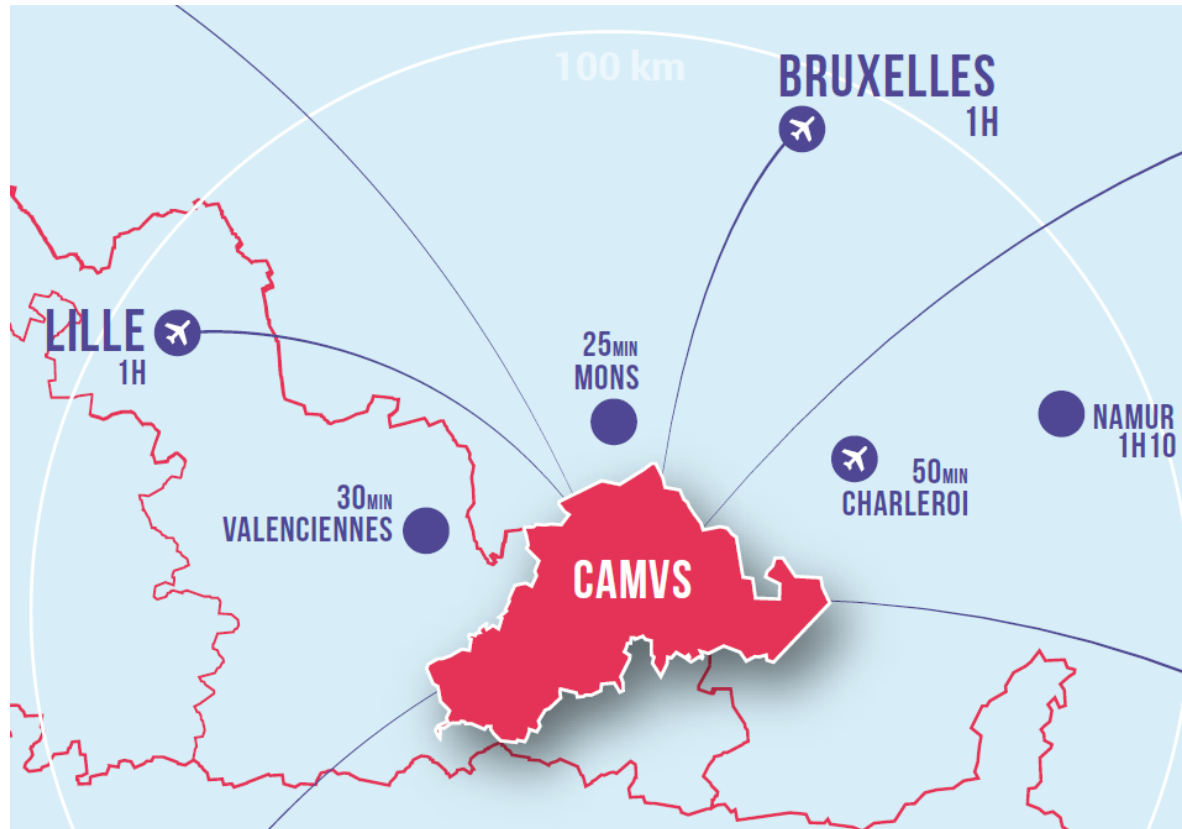 100 km
BRUXELLES
1H
LILLE
1H
25MIN
MONS
NAMUR
1H10
50MIN
CHARLEROI
30MIN
VALENCIENNES
CAMVS